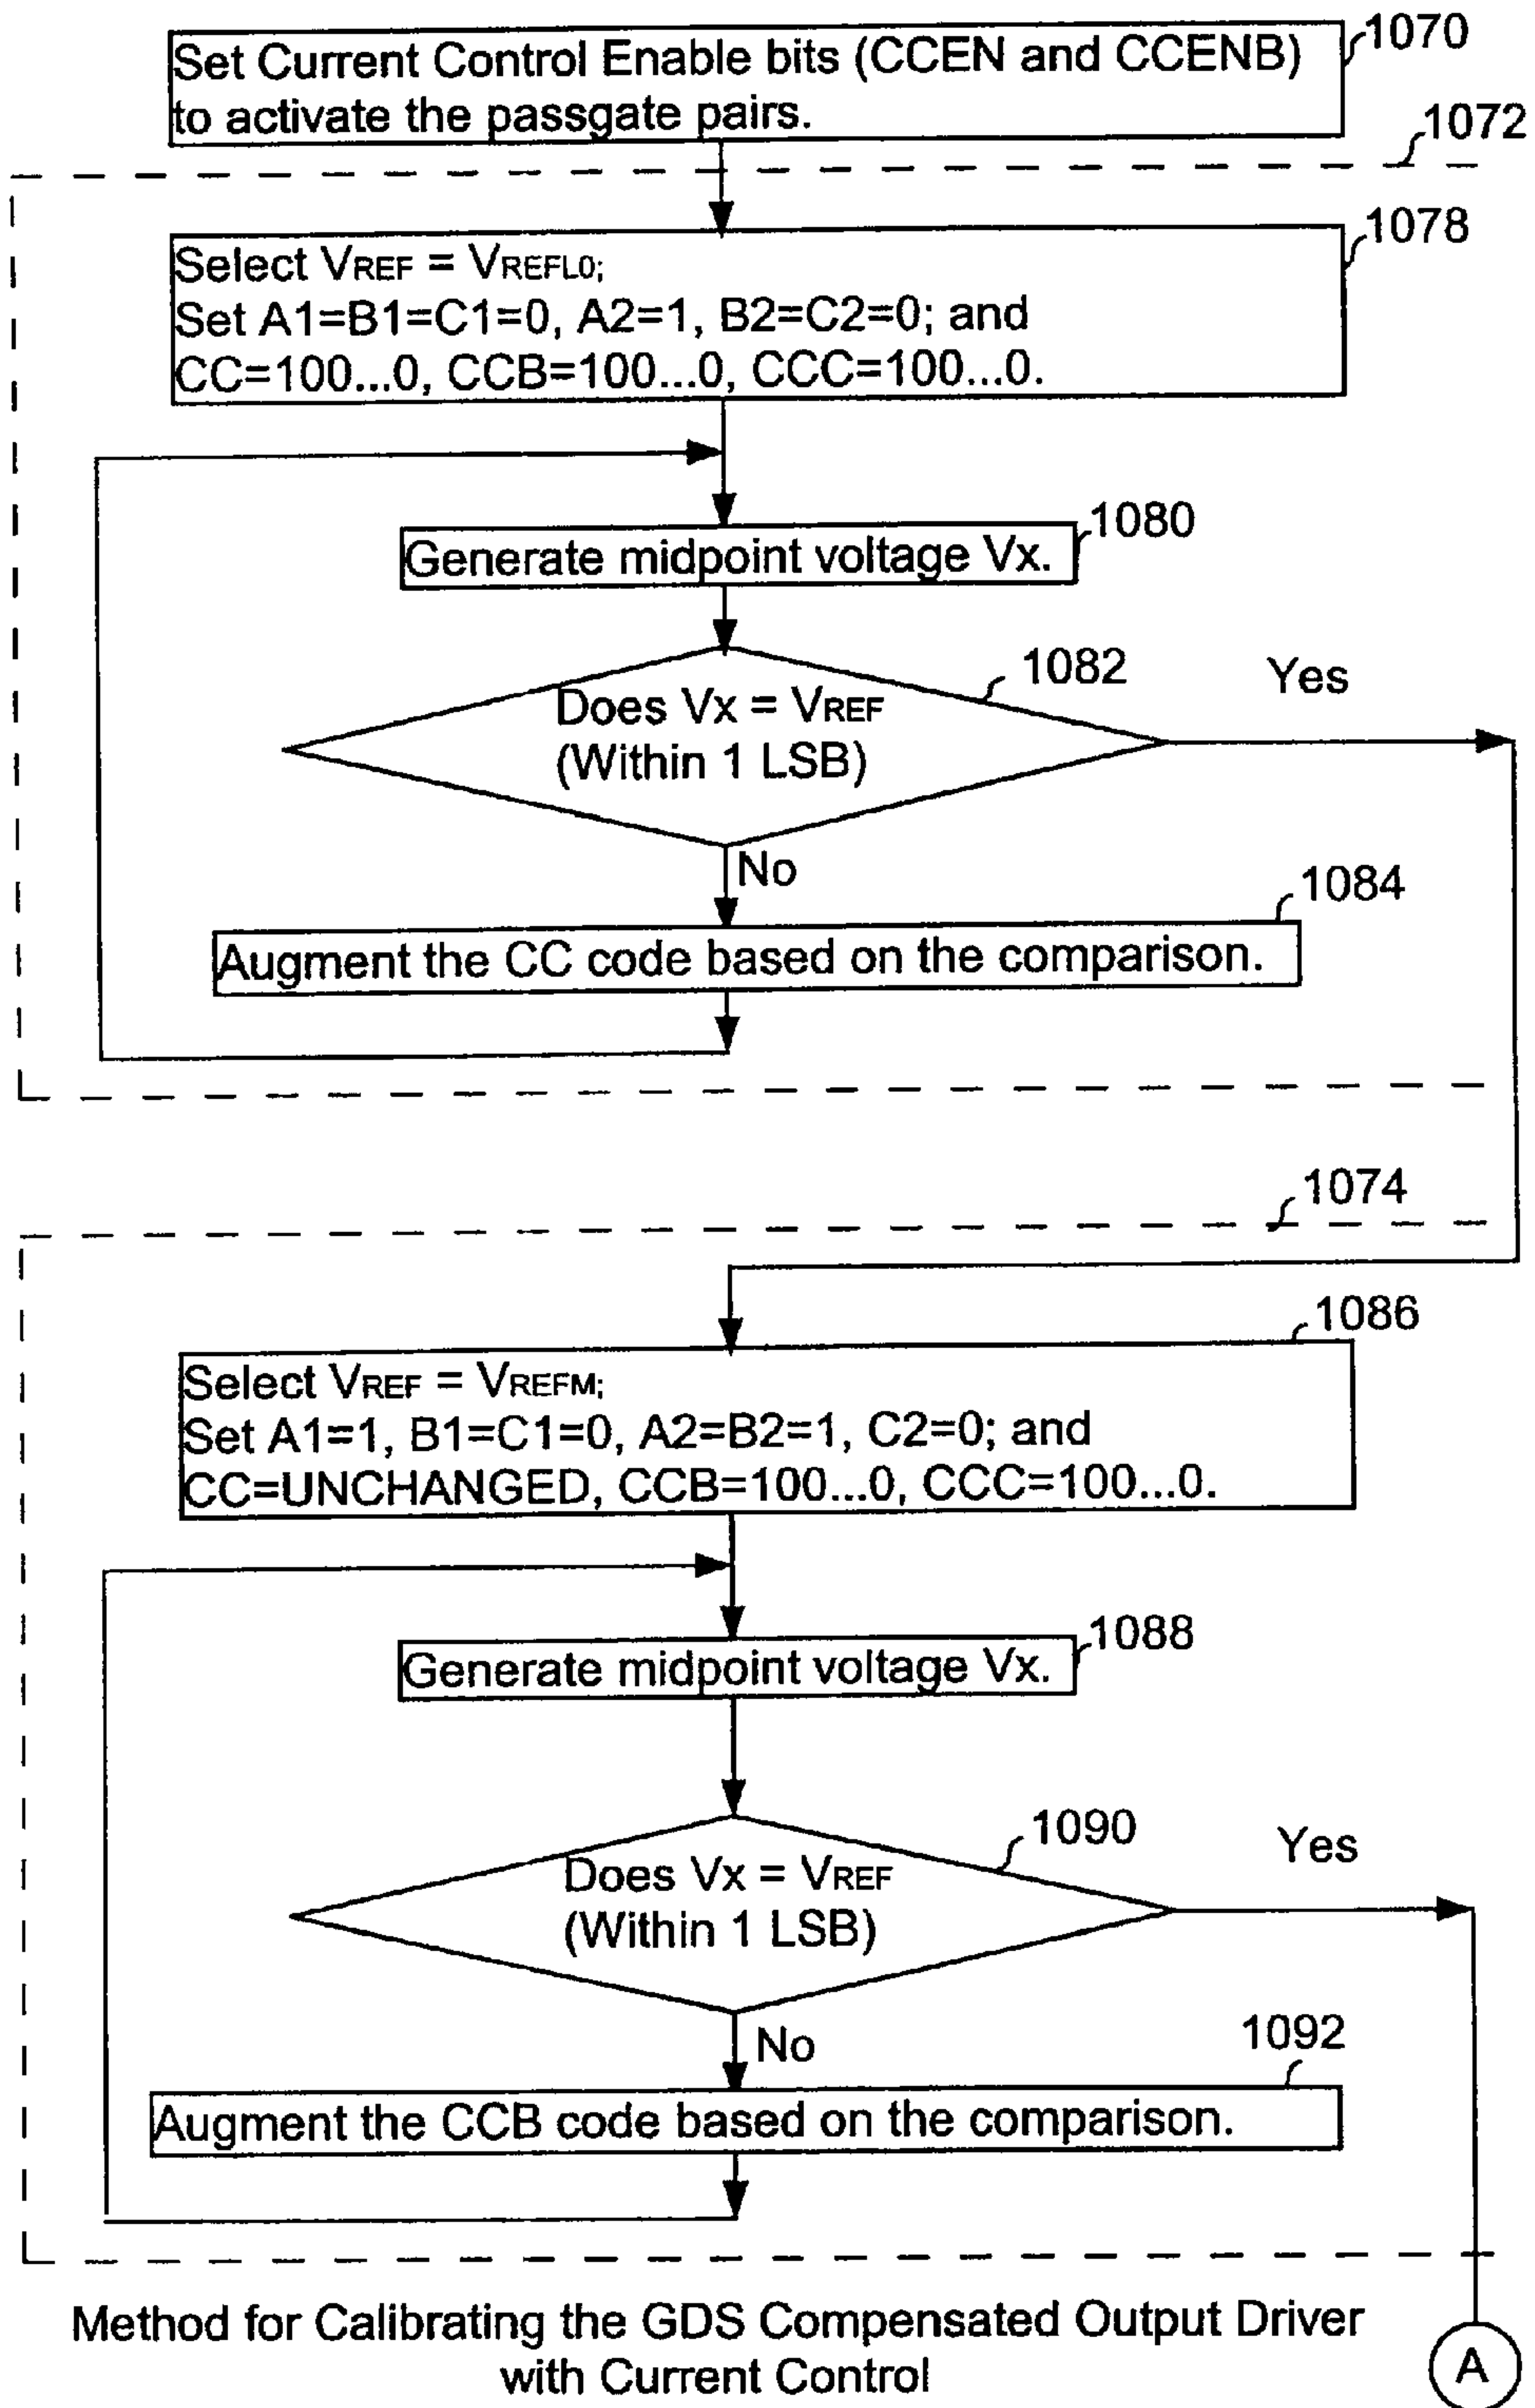 1070
Set Current Control Enable bits (CCEN and CCENB)
to activate the passgate pairs.
1072
1078
Select VREF = VREFL0;
Set A1=B1=C1=0, A2=1, B2=C2=0; and
CC=100...0, CCB=100...0, CCC=100...0.
1080
Generate midpoint voltage Vx.
1082
Yes
Does Vx = VREF
(Within 1 LSB)
No
1084
Augment the CC code based on the comparison.
1074
1086
Select VREF = VREFM;
Set A1=1, B1=C1=0, A2=B2=1, C2=0; and
CC=UNCHANGED, CCB=100...0, CCC=100...0.
1088
Generate midpoint voltage Vx.
1090
Yes
Does Vx = VREF
(Within 1 LSB)
No
1092
Augment the CCB code based on the comparison.
Method for Calibrating the GDS Compensated Output Driver
with Current Control
A